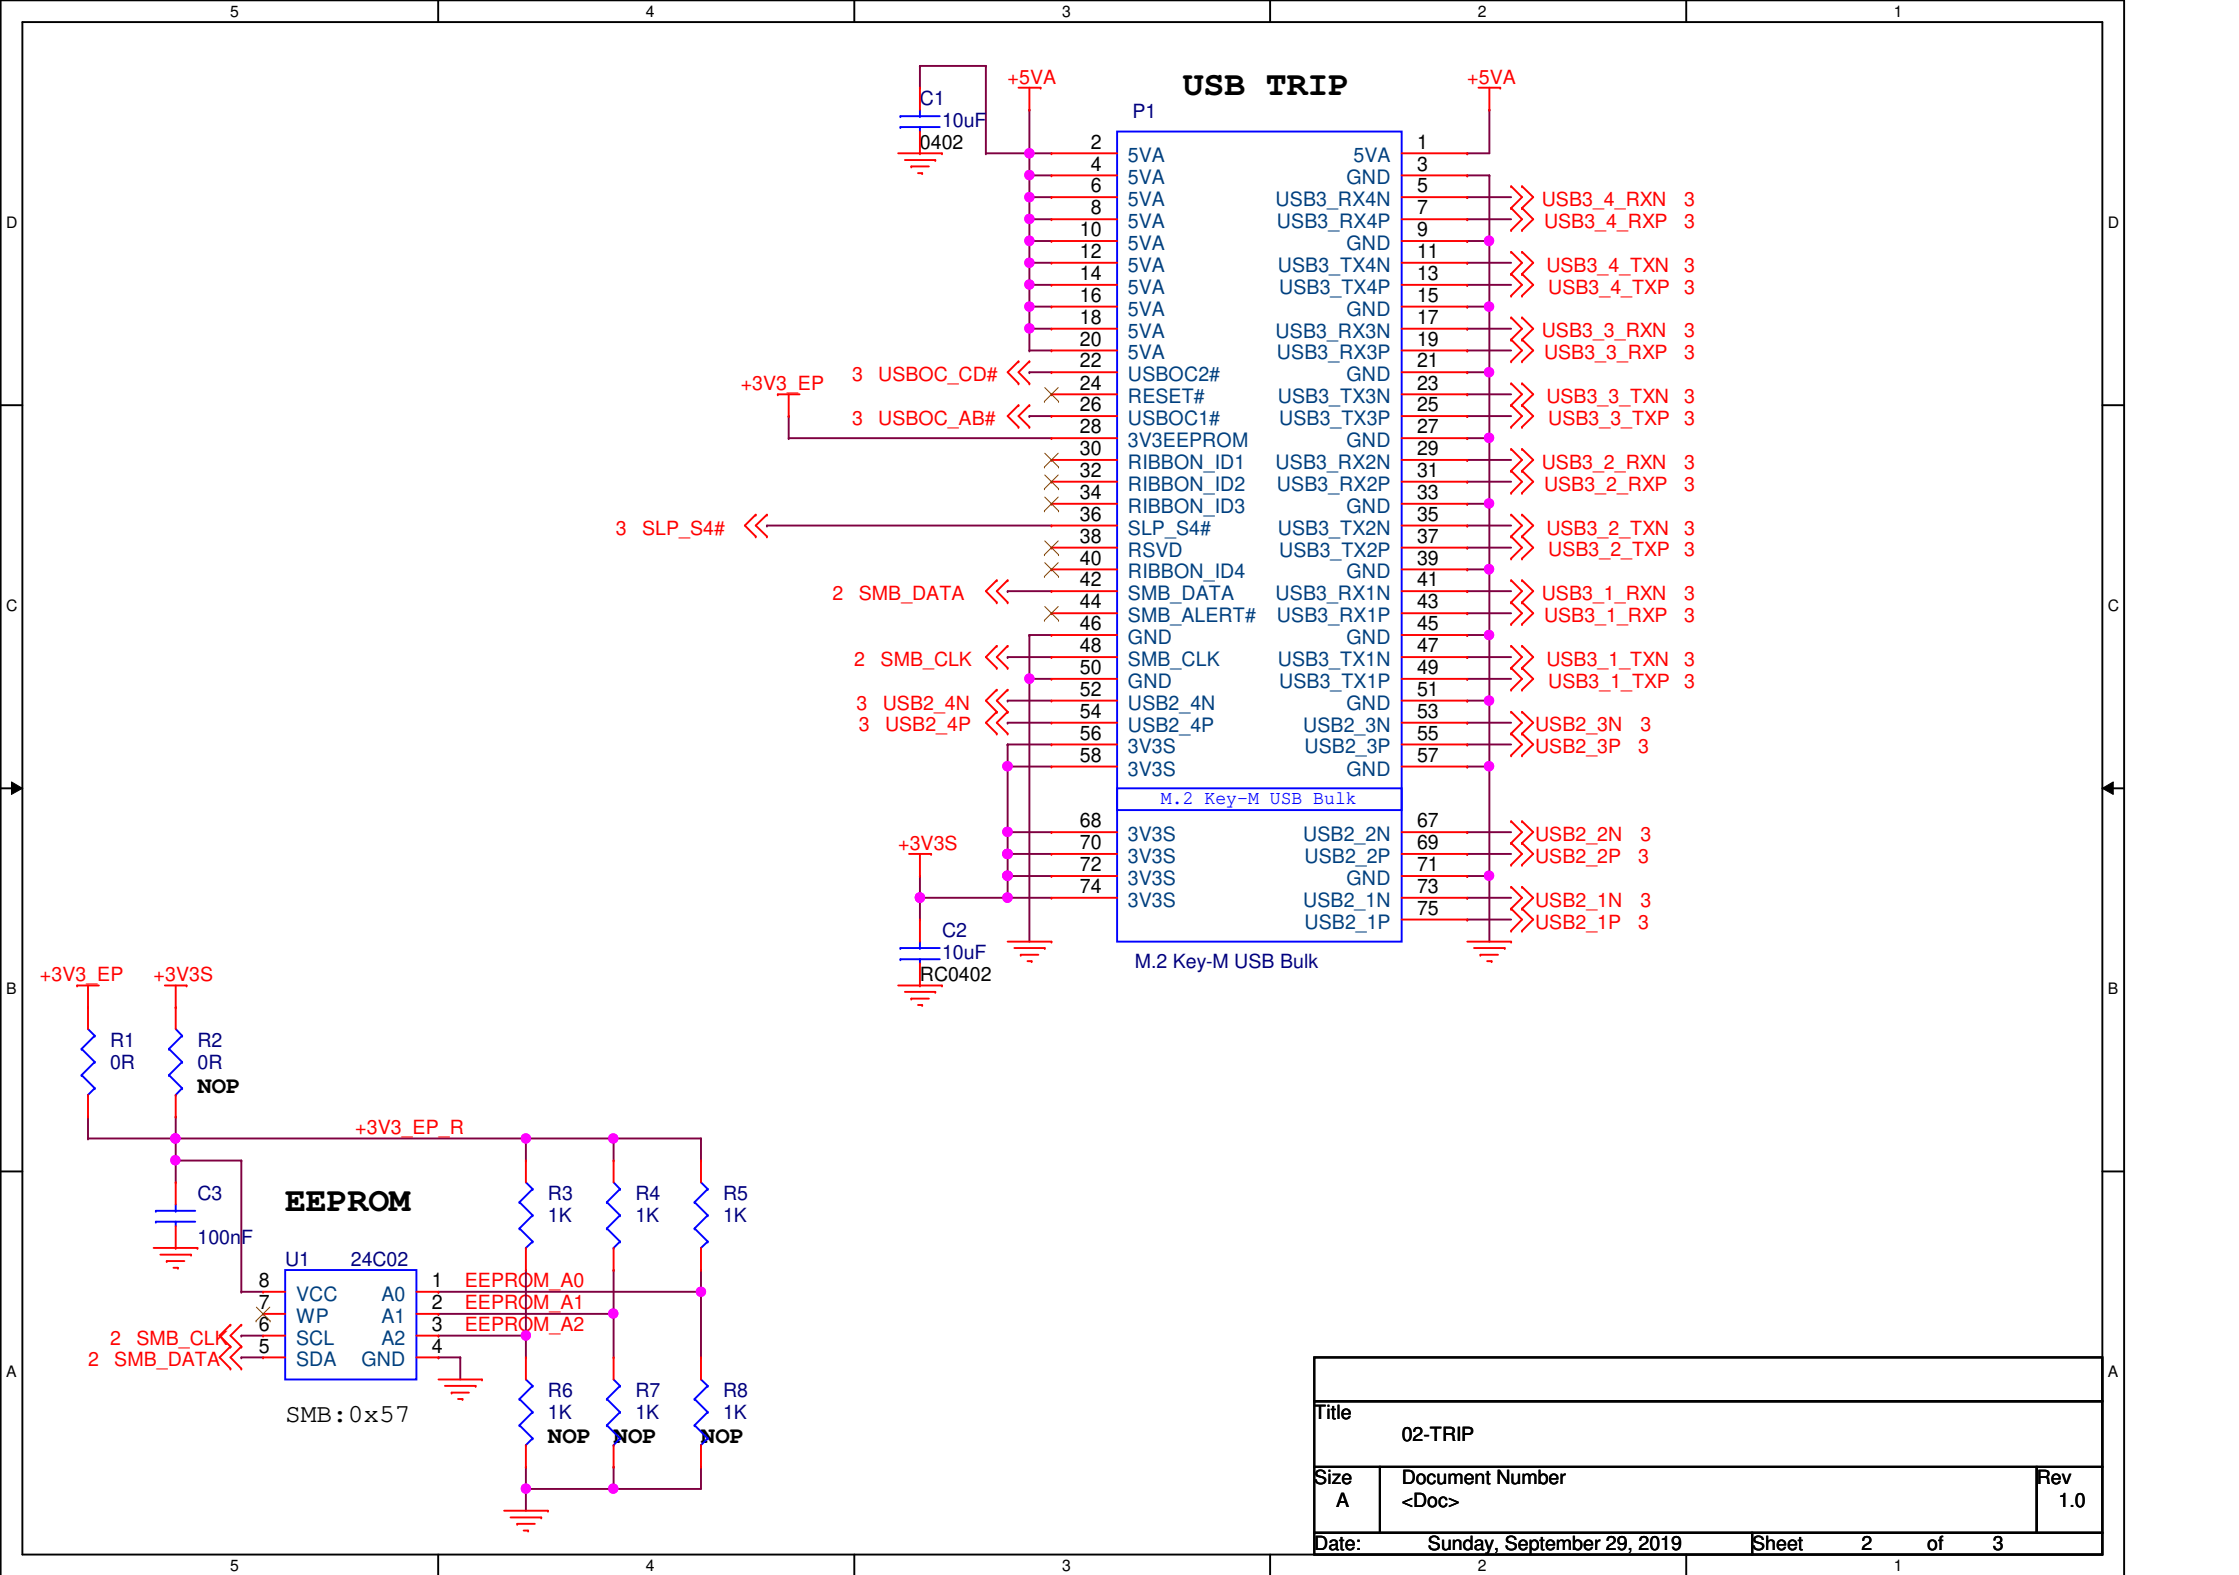 5 4 3 2 1
USB TRIP
+5VA +5VA
C1
10uF
0402
P1
2 5VA 5VA 1
4 5VA GND 3
6 5VA USB3_RX4N 5 USB3_4_RXN 3
8 5VA USB3_RX4P 7 USB3_4_RXP 3
10 5VA GND 9
12 5VA USB3_TX4N 11 USB3_4_TXN 3
14 5VA USB3_TX4P 13 USB3_4_TXP 3
16 5VA GND 15
18 5VA USB3_RX3N 17 USB3_3_RXN 3
20 5VA USB3_RX3P 19 USB3_3_RXP 3
3 USBOC_CD# 22 USBOC2# GND 21
+3V3_EP
24 RESET# USB3_TX3N 23 USB3_3_TXN 3
3 USBOC_AB# 26 USBOC1# USB3_TX3P 25 USB3_3_TXP 3
28 3V3EEPROM GND 27
30 RIBBON_ID1 USB3_RX2N 29 USB3_2_RXN 3
32 RIBBON_ID2 USB3_RX2P 31 USB3_2_RXP 3
34 RIBBON_ID3 GND 33
3 SLP_S4# 36 SLP_S4# USB3_TX2N 35 USB3_2_TXN 3
38 RSVD USB3_TX2P 37 USB3_2_TXP 3
40 RIBBON_ID4 GND 39
2 SMB_DATA 42 SMB_DATA USB3_RX1N 41 USB3_1_RXN 3
44 SMB_ALERT# USB3_RX1P 43 USB3_1_RXP 3
46 GND GND 45
2 SMB_CLK 48 SMB_CLK USB3_TX1N 47 USB3_1_TXN 3
50 GND USB3_TX1P 49 USB3_1_TXP 3
3 USB2_4N 52 USB2_4N GND 51
3 USB2_4P 54 USB2_4P USB2_3N 53 USB2_3N 3
56 3V3S USB2_3P 55 USB2_3P 3
58 3V3S GND 57
M.2 Key-M USB Bulk
68 3V3S USB2_2N 67 USB2_2N 3
+3V3S
70 3V3S USB2_2P 69 USB2_2P 3
72 3V3S GND 71
74 3V3S USB2_1N 73 USB2_1N 3
USB2_1P 75 USB2_1P 3
C2
10uF
RC0402
M.2 Key-M USB Bulk
+3V3_EP +3V3S
R1
0R
R2
0R
NOP
+3V3_EP_R
C3
100nF
EEPROM
R3
1K
R4
1K
R5
1K
U1 24C02
8 VCC A0 1 EEPROM_A0
7 WP A1 2 EEPROM_A1
2 SMB_CLK 6 SCL A2 3 EEPROM_A2
2 SMB_DATA 5 SDA GND 4
SMB:0x57
R6
1K
NOP
R7
1K
NOP
R8
1K
NOP
D D
C C
B B
A A
Title
02-TRIP
Size
A
Document Number
<Doc>
Rev
1.0
Date: Sunday, September 29, 2019 Sheet 2 of 3
5 4 3 2 1